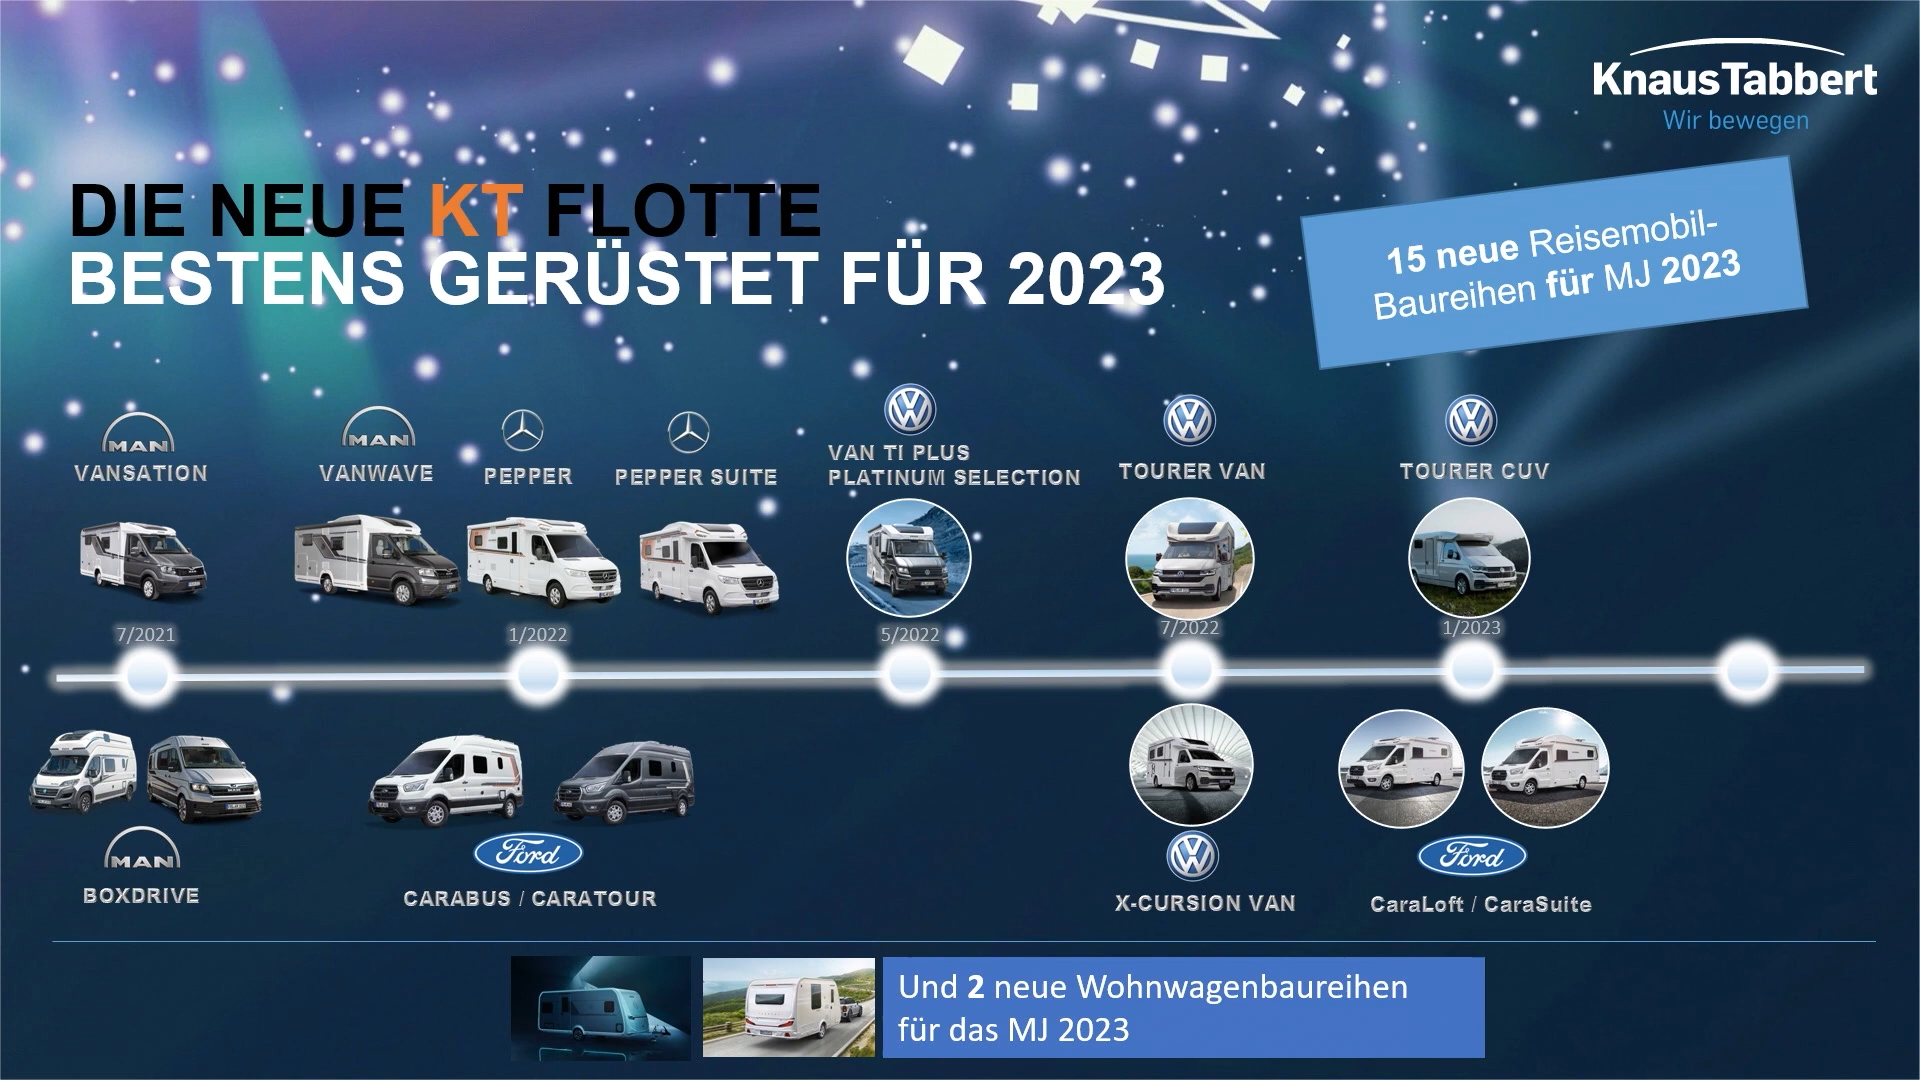 KnausTabbert
Wir bewegen
DIE NEUE KT FLOTTE
BESTENS GERÜSTET FÜR 2023
15 neue Reisemobil-
Baureihen für MJ 2023
MAN
VANSATION
MAN
VANWAVE
PEPPER
PEPPER SUITE
VAN TI PLUS
PLATINUM SELECTION
TOURER VAN
TOURER CUV
7/2021
1/2022
5/2022
7/2022
1/2023
MAN
BOXDRIVE
Ford
CARABUS / CARATOUR
X-CURSION VAN
Ford
CaraLoft / CaraSuite
Und 2 neue Wohnwagenbaureihen
für das MJ 2023